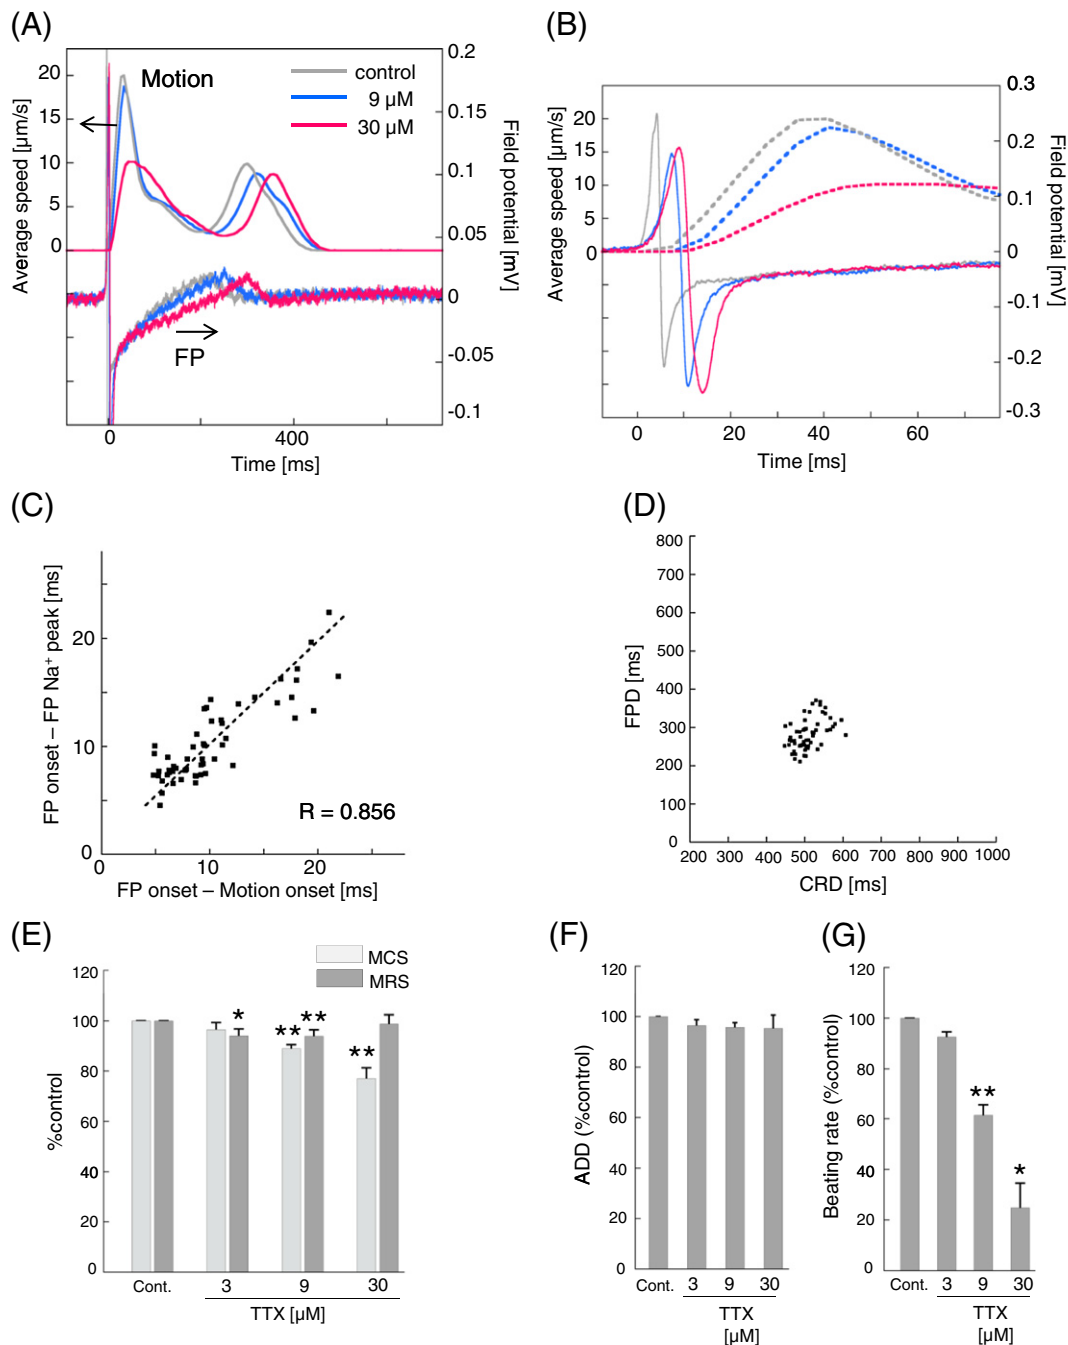 (A)
Motion
control
9 µM
30 µM
Average speed [µm/s]
20
15
10
5
0
0.2
0.15
0.1
0.05
0
-0.05
-0.1
Field potential [mV]
FP
0
400
Time [ms]
(B)
Average speed [µm/s]
20
15
10
5
0
0.3
0.2
0.1
0
-0.1
-0.2
-0.3
Field potential [mV]
0
20
40
60
Time [ms]
(C)
FP onset – FP Na⁺ peak [ms]
20
10
0
R = 0.856
0
10
20
FP onset – Motion onset [ms]
(D)
FPD [ms]
800
700
600
500
400
300
200
0
200 300 400 500 600 700 800 900 1000
CRD [ms]
(E)
MCS
MRS
%control
120
100
80
60
40
20
0
*
**
**
**
Cont.
3
9
30
TTX [µM]
(F)
ADD (%control)
120
100
80
60
40
20
0
Cont. 3 9 30
TTX
[µM]
(G)
Beating rate (%control)
120
100
80
60
40
20
0
**
*
Cont. 3 9 30
TTX
[µM]